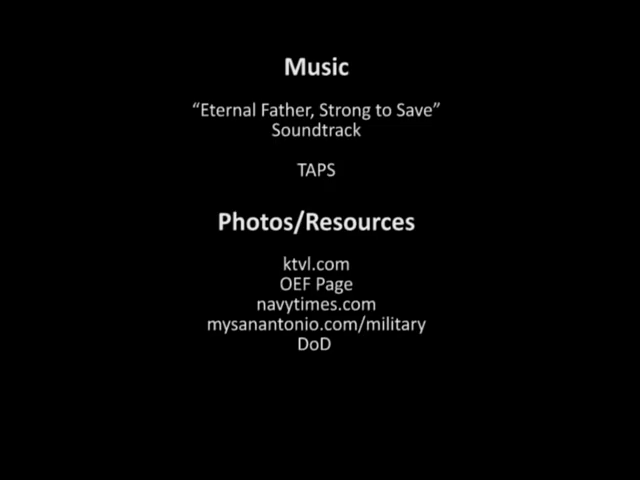 Music
“Eternal Father, Strong to Save”
Soundtrack
TAPS
Photos/Resources
ktvl.com
OEF Page
navytimes.com
mysanantonio.com/military
DoD